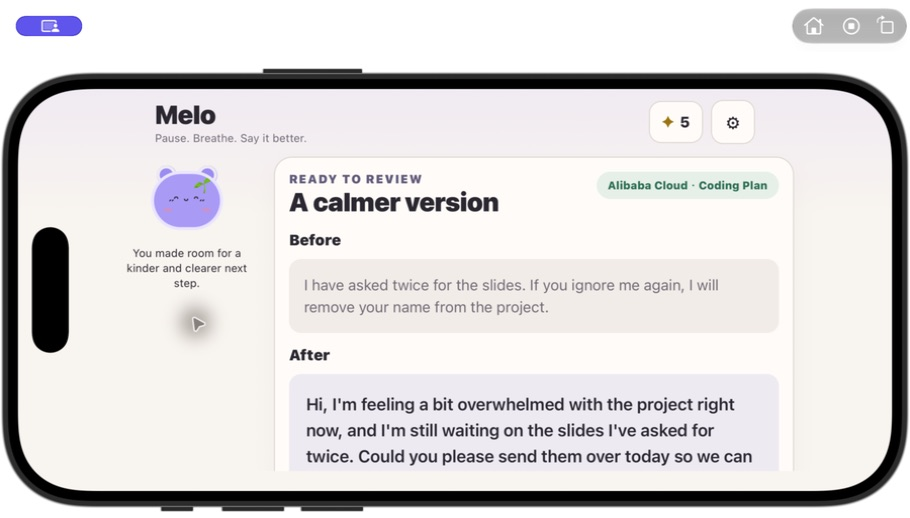 Melo
Pause. Breathe. Say it better.
✦ 5
You made room for a
kinder and clearer next
step.
READY TO REVIEW
A calmer version
Alibaba Cloud · Coding Plan
Before
I have asked twice for the slides. If you ignore me again, I will
remove your name from the project.
After
Hi, I'm feeling a bit overwhelmed with the project right
now, and I'm still waiting on the slides I've asked for
twice. Could you please send them over today so we can